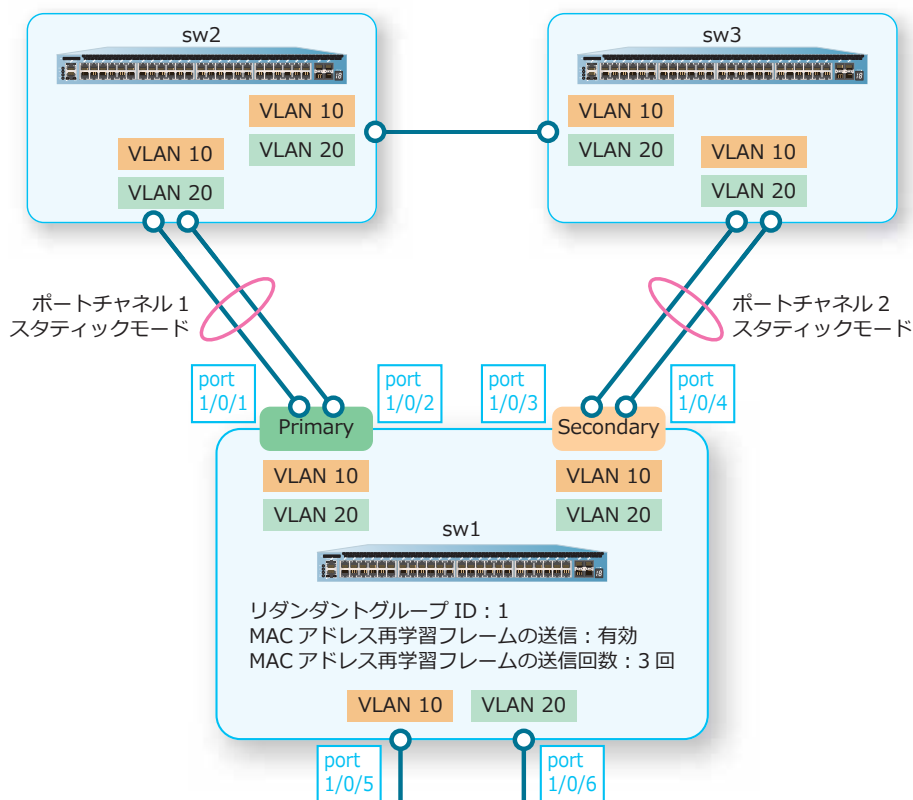 sw2
VLAN 10
VLAN 20
VLAN 10
VLAN 20
sw3
VLAN 10
VLAN 20
VLAN 10
VLAN 20
ポートチャネル 1
スタティックモード
ポートチャネル 2
スタティックモード
port
1/0/1
port
1/0/2
port
1/0/3
port
1/0/4
Primary
Secondary
VLAN 10
VLAN 20
VLAN 10
VLAN 20
sw1
リダンダントグループ ID：1
MAC アドレス再学習フレームの送信：有効
MAC アドレス再学習フレームの送信回数：3 回
VLAN 10
VLAN 20
port
1/0/5
port
1/0/6